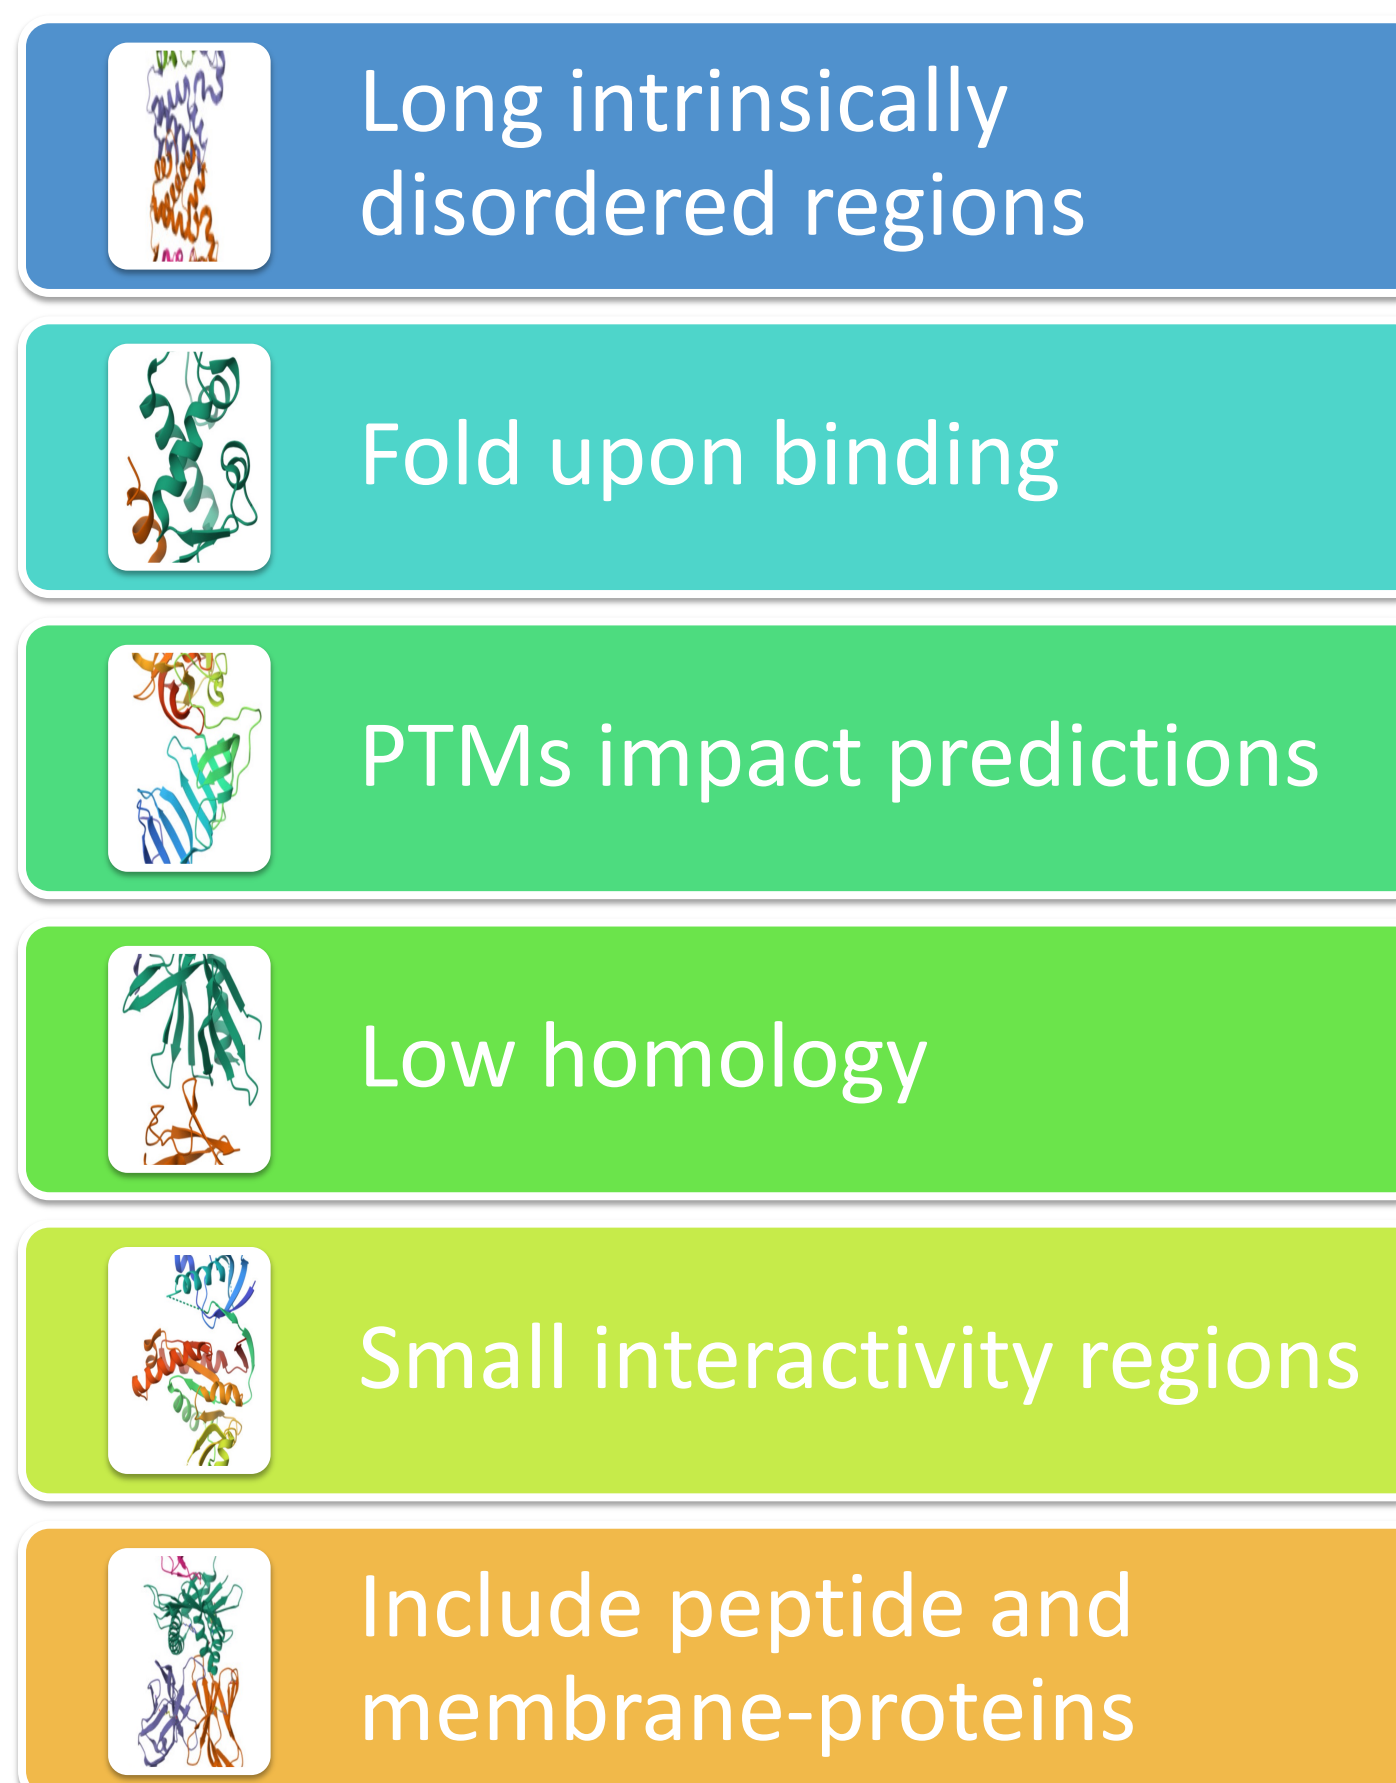 Long intrinsically
disordered regions
Fold upon binding
PTMs impact predictions
Low homology
Small interactivity regions
Include peptide and
membrane-proteins